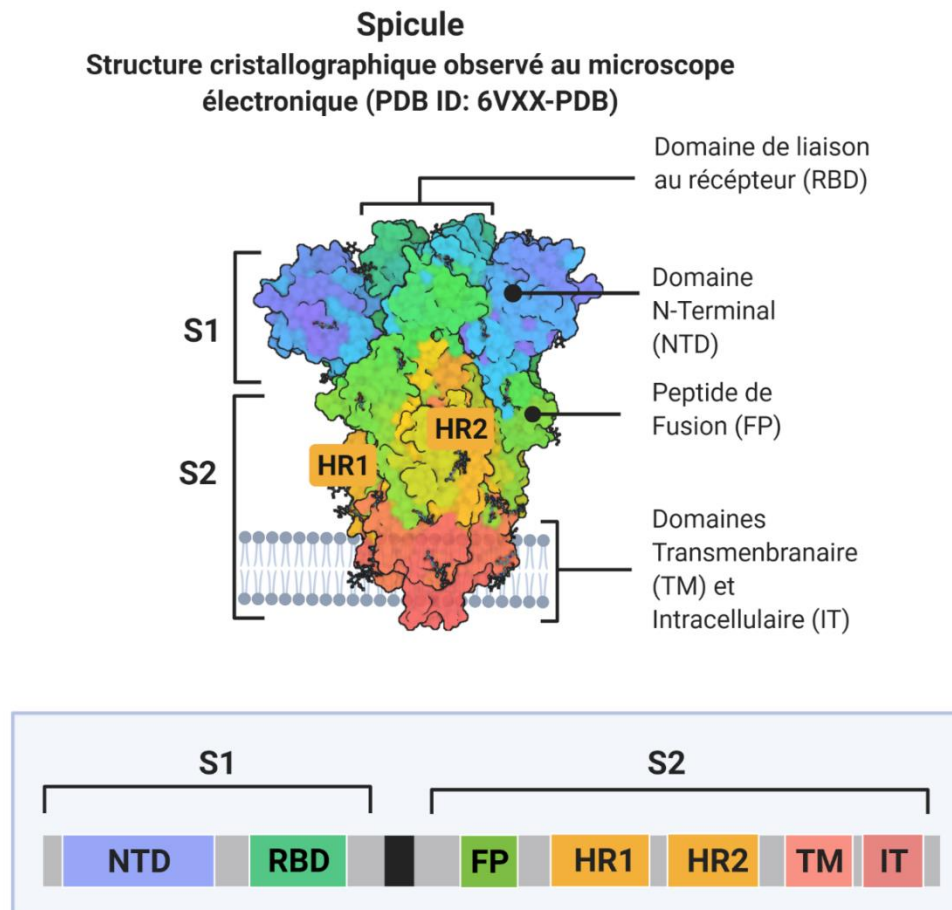 Spicule
Structure cristallographique observé au microscope
électronique (PDB ID: 6VXX-PDB)
Domaine de liaison
au récépteur (RBD)
S1
Domaine
N-Terminal
(NTD)
Peptide de
Fusion (FP)
HR2
HR1
S2
Domaines
Transmenbranaire
(TM) et
Intracellulaire (IT)
S1
S2
NTD
RBD
FP
HR1
HR2
TM
IT